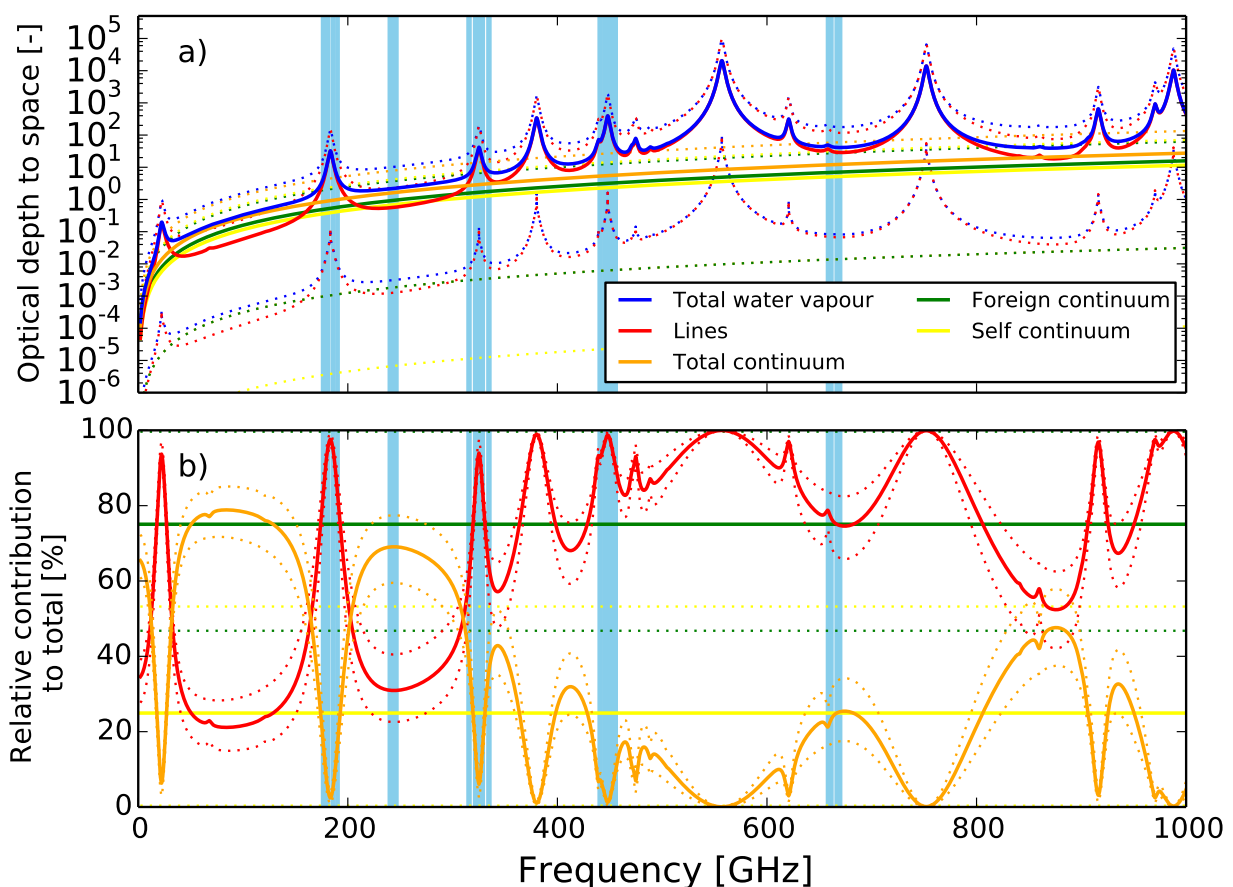 Optical depth to space [-]
a)
10^5
10^4
10^3
10^2
10^1
10^0
10^-1
10^-2
10^-3
10^-4
10^-5
10^-6
Total water vapour
Lines
Total continuum
Foreign continuum
Self continuum
Relative contribution
to total [%]
b)
100
80
60
40
20
0
0 200 400 600 800 1000
Frequency [GHz]